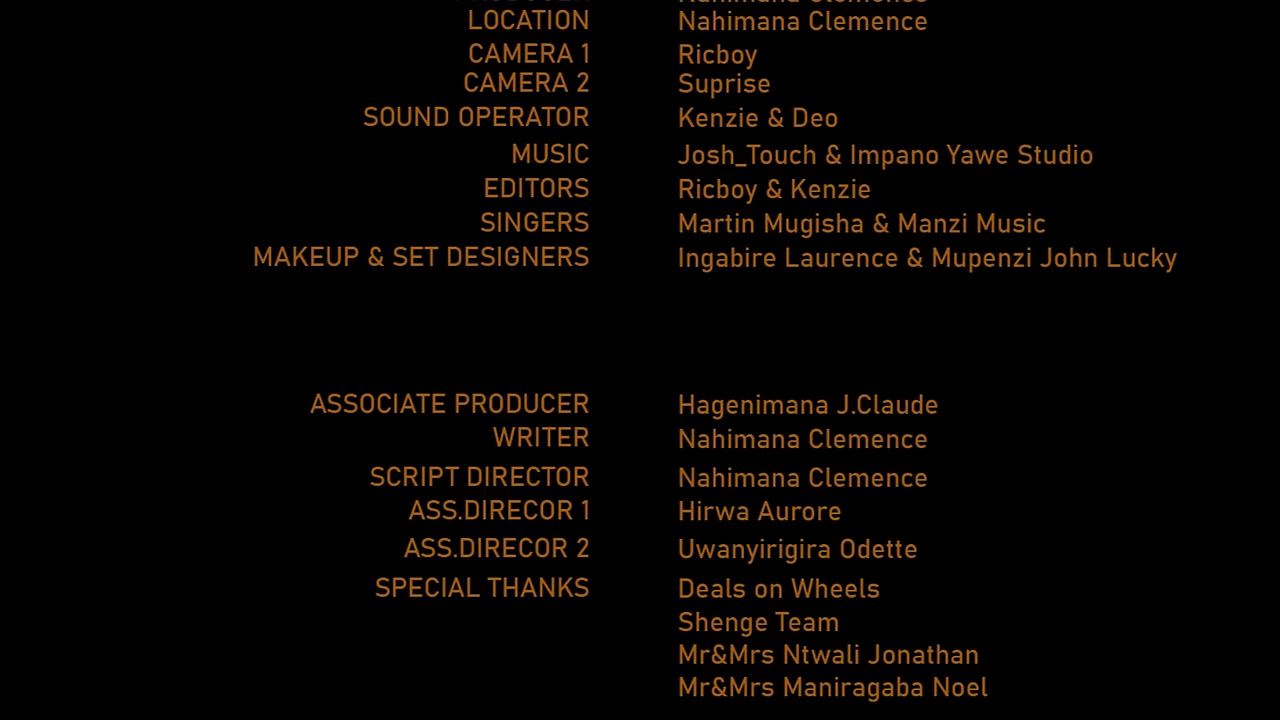 PRODUCER Nahimana Clemence
LOCATION Nahimana Clemence
CAMERA 1 Ricboy
CAMERA 2 Suprise
SOUND OPERATOR Kenzie & Deo
MUSIC Josh_Touch & Impano Yawe Studio
EDITORS Ricboy & Kenzie
SINGERS Martin Mugisha & Manzi Music
MAKEUP & SET DESIGNERS Ingabire Laurence & Mupenzi John Lucky
ASSOCIATE PRODUCER Hagenimana J.Claude
WRITER Nahimana Clemence
SCRIPT DIRECTOR Nahimana Clemence
ASS.DIRECOR 1 Hirwa Aurore
ASS.DIRECOR 2 Uwanyirigira Odette
SPECIAL THANKS Deals on Wheels
Shenge Team
Mr&Mrs Ntwali Jonathan
Mr&Mrs Maniragaba Noel